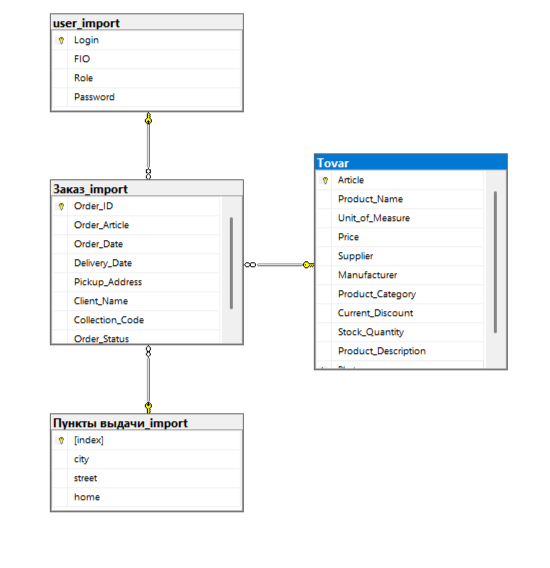 user_import
Login
FIO
Role
Password
Заказ_import
Order_ID
Order_Article
Order_Date
Delivery_Date
Pickup_Address
Client_Name
Collection_Code
Order_Status
Tovar
Article
Product_Name
Unit_of_Measure
Price
Supplier
Manufacturer
Product_Category
Current_Discount
Stock_Quantity
Product_Description
Пункты выдачи_import
[index]
city
street
home